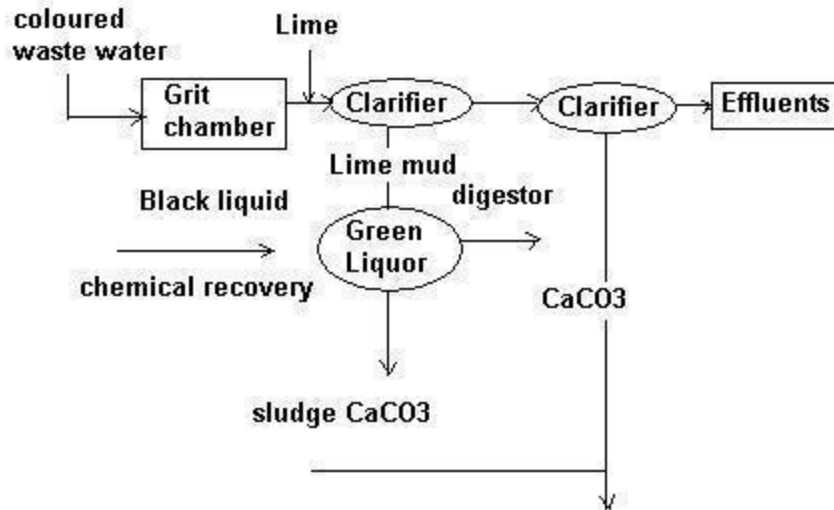 coloured
waste water
Lime
Grit
chamber
Clarifier
Clarifier
Effluents
Lime mud
digestor
Black liquid
Green
Liquor
chemical recovery
CaCO3
sludge CaCO3